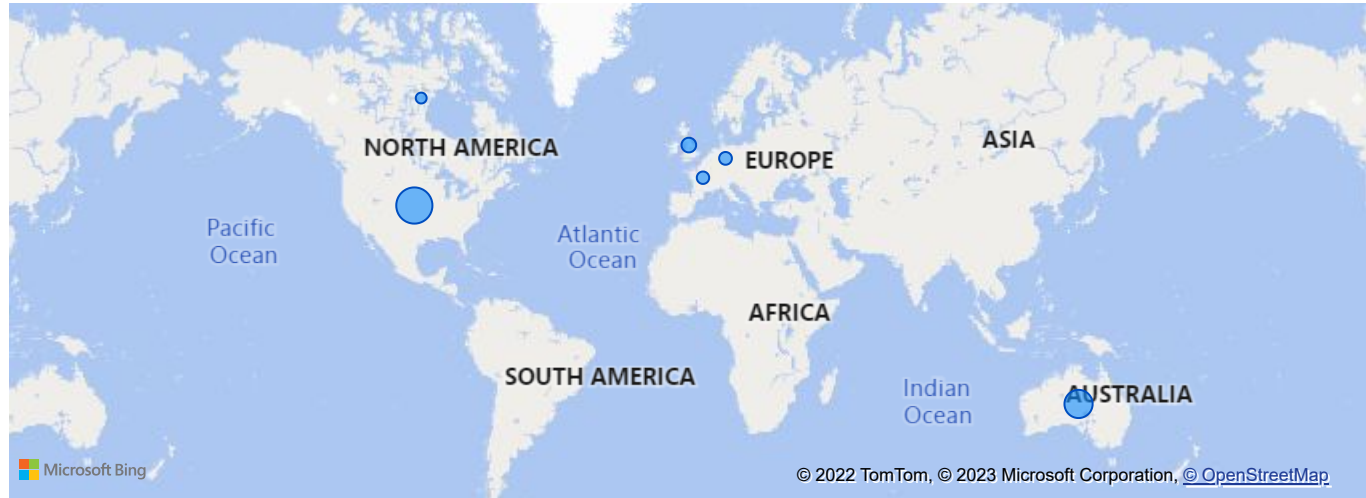 NORTH AMERICA
EUROPE
ASIA
Pacific
Ocean
Atlantic
Ocean
AFRICA
SOUTH AMERICA
Indian
Ocean
AUSTRALIA
Microsoft Bing
© 2022 TomTom, © 2023 Microsoft Corporation, © OpenStreetMap